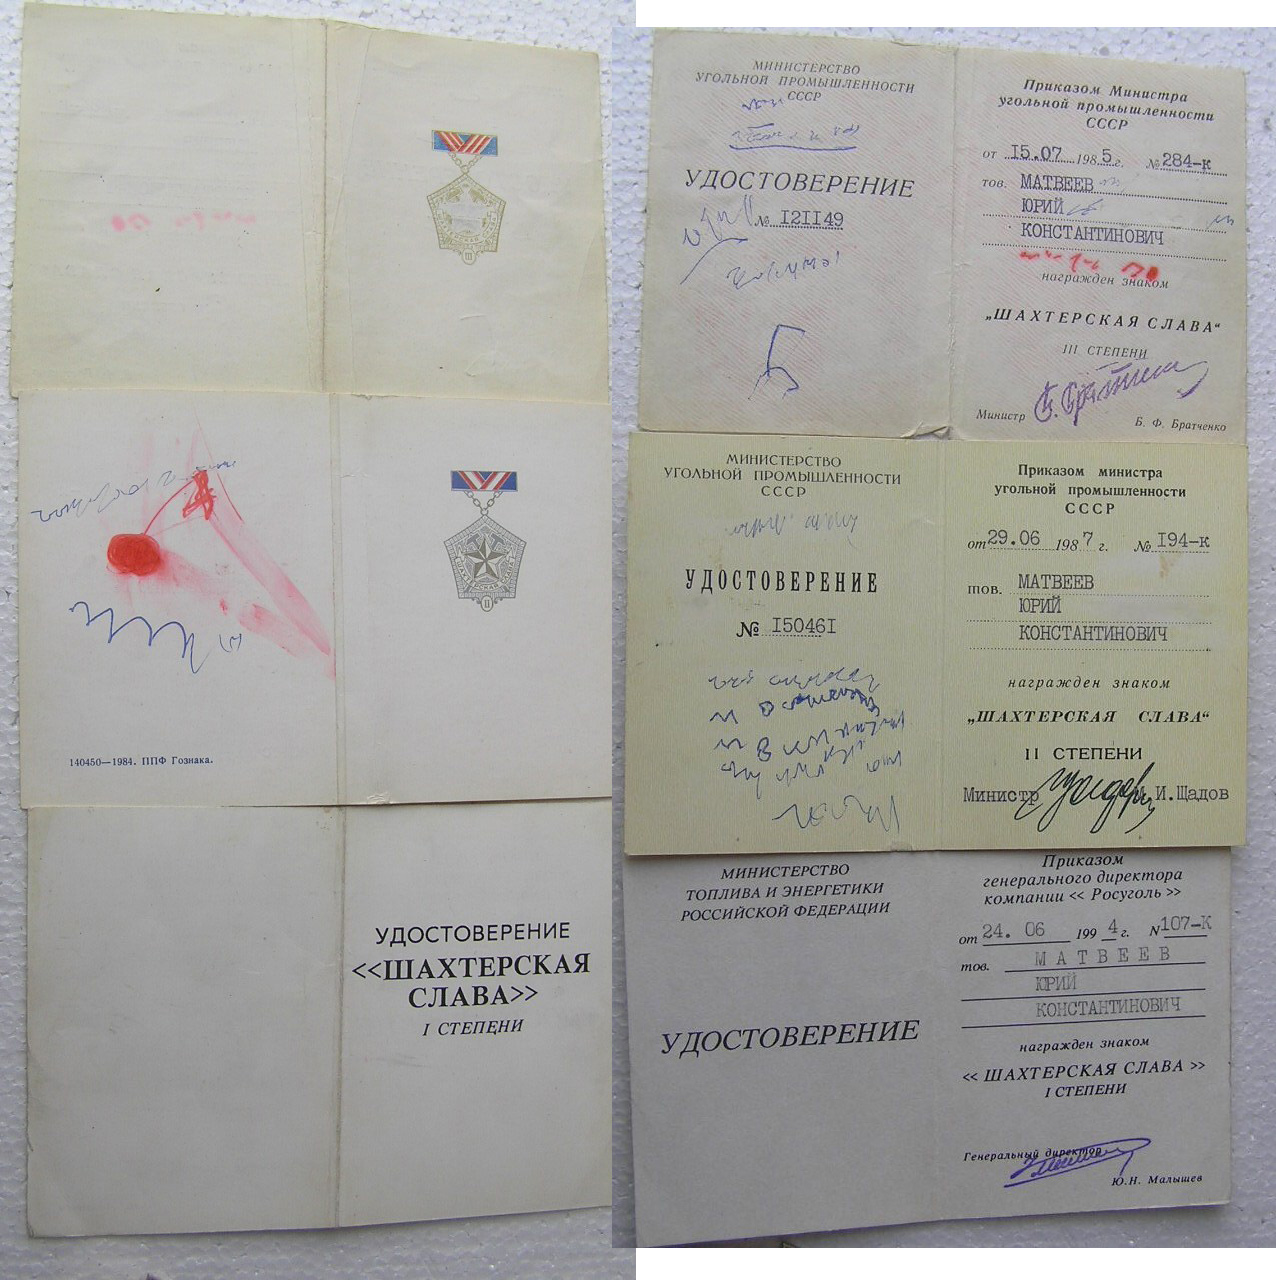 140450—1984. ППФ Гознака.
УДОСТОВЕРЕНИЕ
<<ШАХТЕРСКАЯ
СЛАВА>>
I СТЕПЕНИ
МИНИСТЕРСТВО
УГОЛЬНОЙ ПРОМЫШЛЕННОСТИ
СССР
УДОСТОВЕРЕНИЕ
№ I2II49
Приказом Министра
угольной промышленности
СССР
от I5.07 1985 г. № 284-к
тов. МАТВЕЕВ
ЮРИЙ
КОНСТАНТИНОВИЧ
награжден знаком
„ШАХТЕРСКАЯ СЛАВА“
III СТЕПЕНИ
Министр Б. Ф. Братченко
МИНИСТЕРСТВО
УГОЛЬНОЙ ПРОМЫШЛЕННОСТИ
СССР
УДОСТОВЕРЕНИЕ
№ I5046I
Приказом министра
угольной промышленности
СССР
от 29.06 1987 г. № I94-к
тов. МАТВЕЕВ
ЮРИЙ
КОНСТАНТИНОВИЧ
награжден знаком
„ШАХТЕРСКАЯ СЛАВА“
II СТЕПЕНИ
Министр И.Щадов
МИНИСТЕРСТВО
ТОПЛИВА И ЭНЕРГЕТИКИ
РОССИЙСКОЙ ФЕДЕРАЦИИ
УДОСТОВЕРЕНИЕ
Приказом
генерального директора
компании << Росуголь >>
от 24. 06 1994 г. N 107-К
тов. МАТВЕЕВ
ЮРИЙ
КОНСТАНТИНОВИЧ
награжден знаком
<< ШАХТЕРСКАЯ СЛАВА >>
I СТЕПЕНИ
Генеральный директор
Ю.Н. Малышев